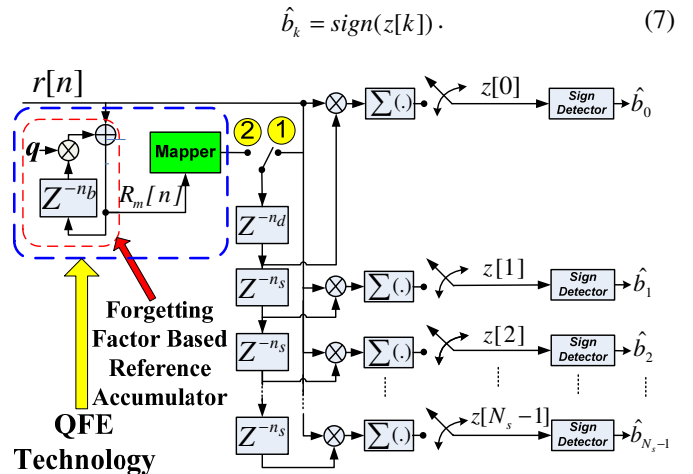 b̂_k = sign(z[k]). (7)
r[n]
z[0]
Σ(.)
Sign Detector
b̂_0
2
1
q
Mapper
Z^{-n_b}
R_m[n]
Z^{-n_d}
z[1]
Z^{-n_s}
Σ(.)
Sign Detector
b̂_1
Forgetting
Factor Based
Reference
Accumulator
z[2]
Z^{-n_s}
Σ(.)
Sign Detector
b̂_2
QFE
Technology
z[N_s-1]
Z^{-n_s}
Σ(.)
Sign Detector
b̂_{N_s-1}